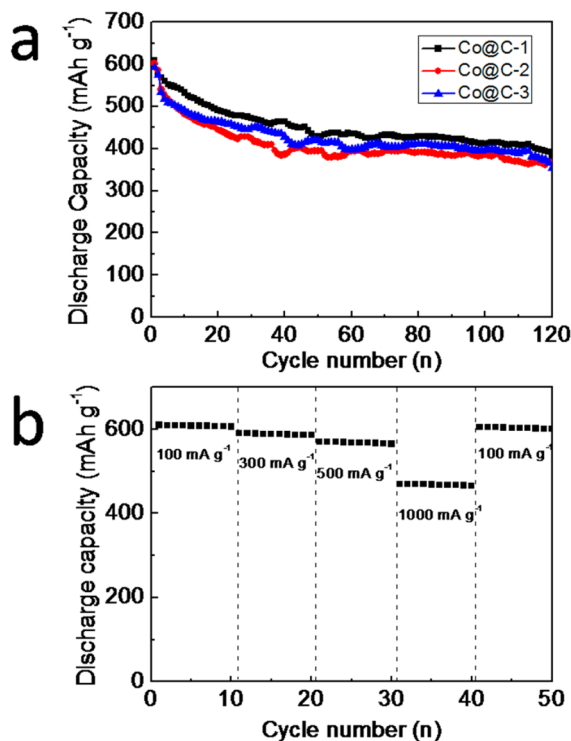 a
Discharge Capacity (mAh g⁻¹)
700
600
500
400
300
200
100
0
Co@C-1
Co@C-2
Co@C-3
0 20 40 60 80 100 120
Cycle number (n)
b
Discharge capacity (mAh g⁻¹)
600
400
200
0
100 mA g⁻¹
300 mA g⁻¹
500 mA g⁻¹
1000 mA g⁻¹
100 mA g⁻¹
0 10 20 30 40 50
Cycle number (n)